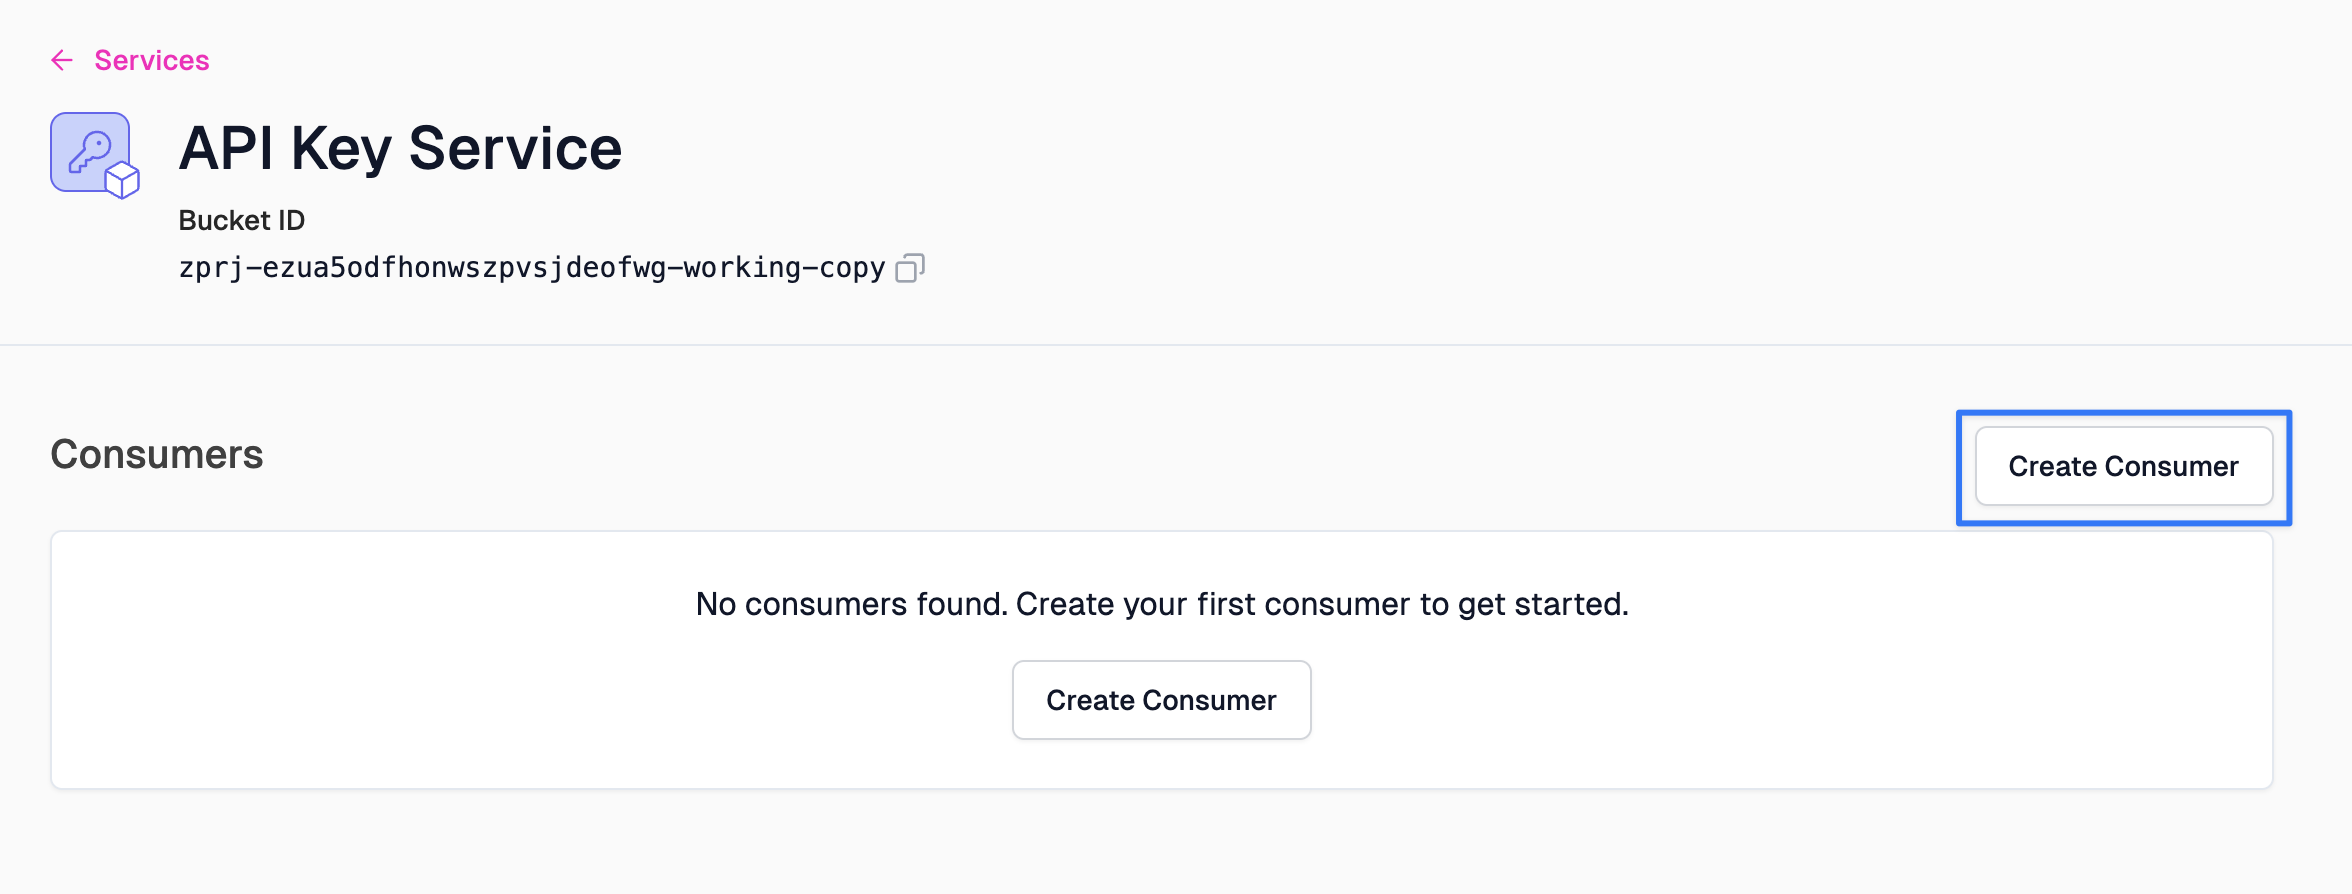 Services
API Key Service
Bucket ID
zprj-ezua5odfhonwszpvsjdeofwg-working-copy
Consumers
Create Consumer
No consumers found. Create your first consumer to get started.
Create Consumer